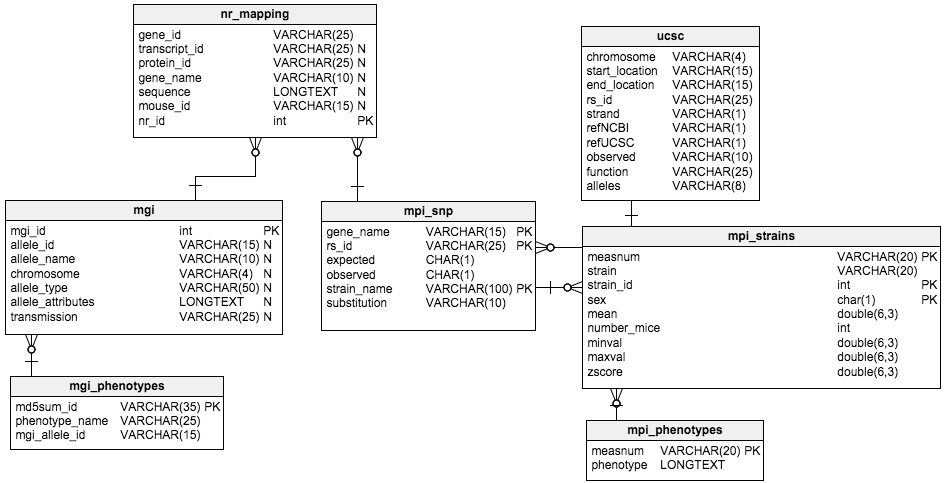 nr_mapping
gene_id VARCHAR(25)
transcript_id VARCHAR(25) N
protein_id VARCHAR(25) N
gene_name VARCHAR(10) N
sequence LONGTEXT N
mouse_id VARCHAR(15) N
nr_id int PK
ucsc
chromosome VARCHAR(4)
start_location VARCHAR(15)
end_location VARCHAR(15)
rs_id VARCHAR(25)
strand VARCHAR(1)
refNCBI VARCHAR(1)
refUCSC VARCHAR(1)
observed VARCHAR(10)
function VARCHAR(25)
alleles VARCHAR(8)
mgi
mgi_id int PK
allele_id VARCHAR(15) N
allele_name VARCHAR(10) N
chromosome VARCHAR(4) N
allele_type VARCHAR(50) N
allele_attributes LONGTEXT N
transmission VARCHAR(25) N
mpi_snp
gene_name VARCHAR(15) PK
rs_id VARCHAR(25) PK
expected CHAR(1)
observed CHAR(1)
strain_name VARCHAR(100) PK
substitution VARCHAR(10)
mpi_strains
measnum VARCHAR(20) PK
strain VARCHAR(20)
strain_id int PK
sex char(1) PK
mean double(6,3)
number_mice int
minval double(6,3)
maxval double(6,3)
zscore double(6,3)
mgi_phenotypes
md5sum_id VARCHAR(35) PK
phenotype_name VARCHAR(25)
mgi_allele_id VARCHAR(15)
mpi_phenotypes
measnum VARCHAR(20) PK
phenotype LONGTEXT